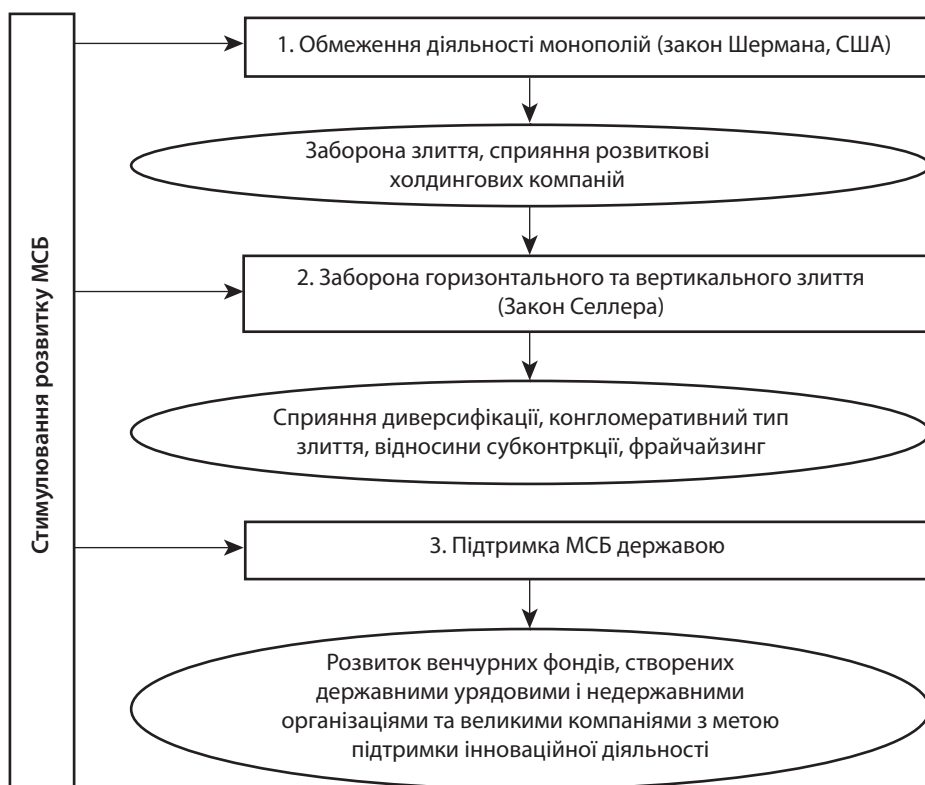 Стимулювання розвитку МСБ
1. Обмеження діяльності монополій (закон Шермана, США)
Заборона злиття, сприяння розвиткові
холдингових компаній
2. Заборона горизонтального та вертикального злиття
(Закон Селлера)
Сприяння диверсифікації, конгломеративний тип
злиття, відносини субконтркції, фрайчайзинг
3. Підтримка МСБ державою
Розвиток венчурних фондів, створених
державними урядовими і недержавними
організаціями та великими компаніями з метою
підтримки інноваційної діяльності